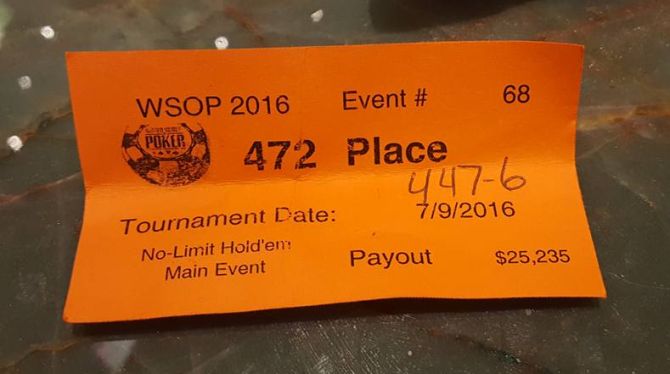 WSOP 2016 Event # 68
POKER
472 Place
447-6
Tournament Date: 7/9/2016
No-Limit Hold'em
Main Event
Payout $25,235